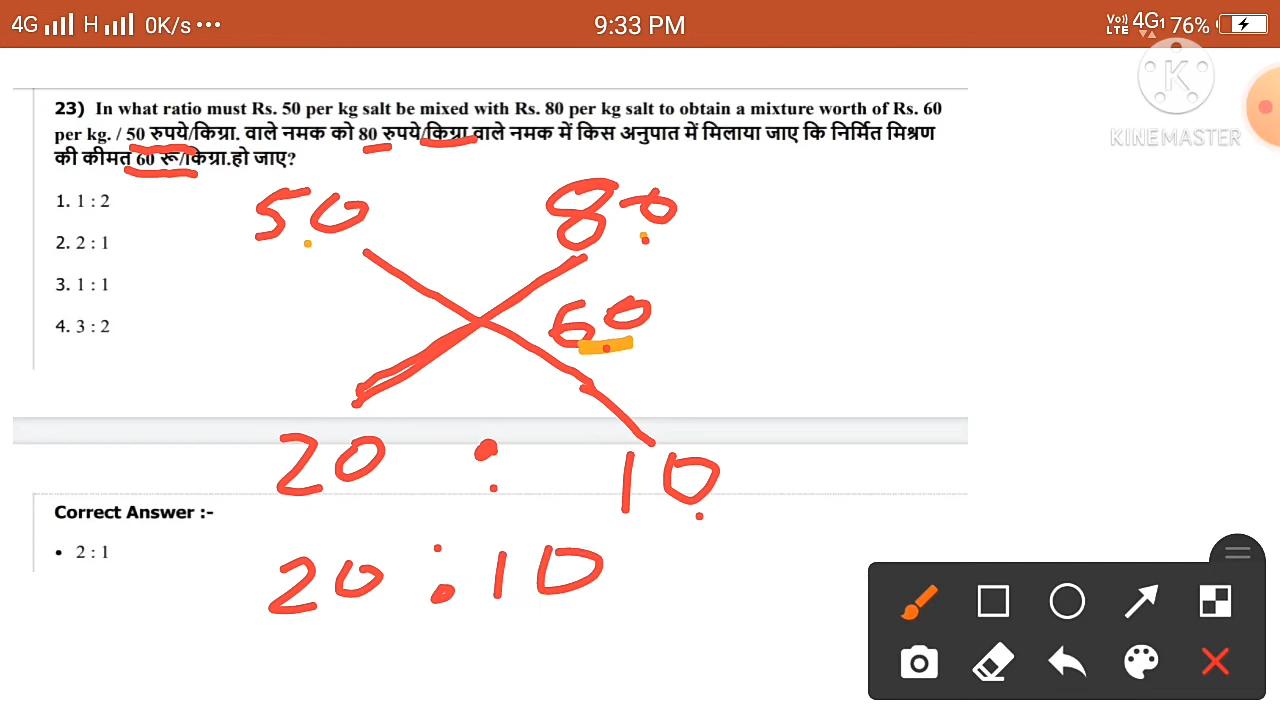 4G H 0K/s ••• 9:33 PM Vo)) LTE 4G1 76%
KINEMASTER
23) In what ratio must Rs. 50 per kg salt be mixed with Rs. 80 per kg salt to obtain a mixture worth of Rs. 60
per kg. / 50 रुपये/किग्रा. वाले नमक को 80 रुपये/किग्रा वाले नमक में किस अनुपात में मिलाया जाए कि निर्मित मिश्रण
की कीमत 60 रू/किग्रा.हो जाए?
1. 1 : 2
2. 2 : 1
3. 1 : 1
4. 3 : 2
50 80
60
20 : 10
Correct Answer :-
• 2 : 1
20 : 10